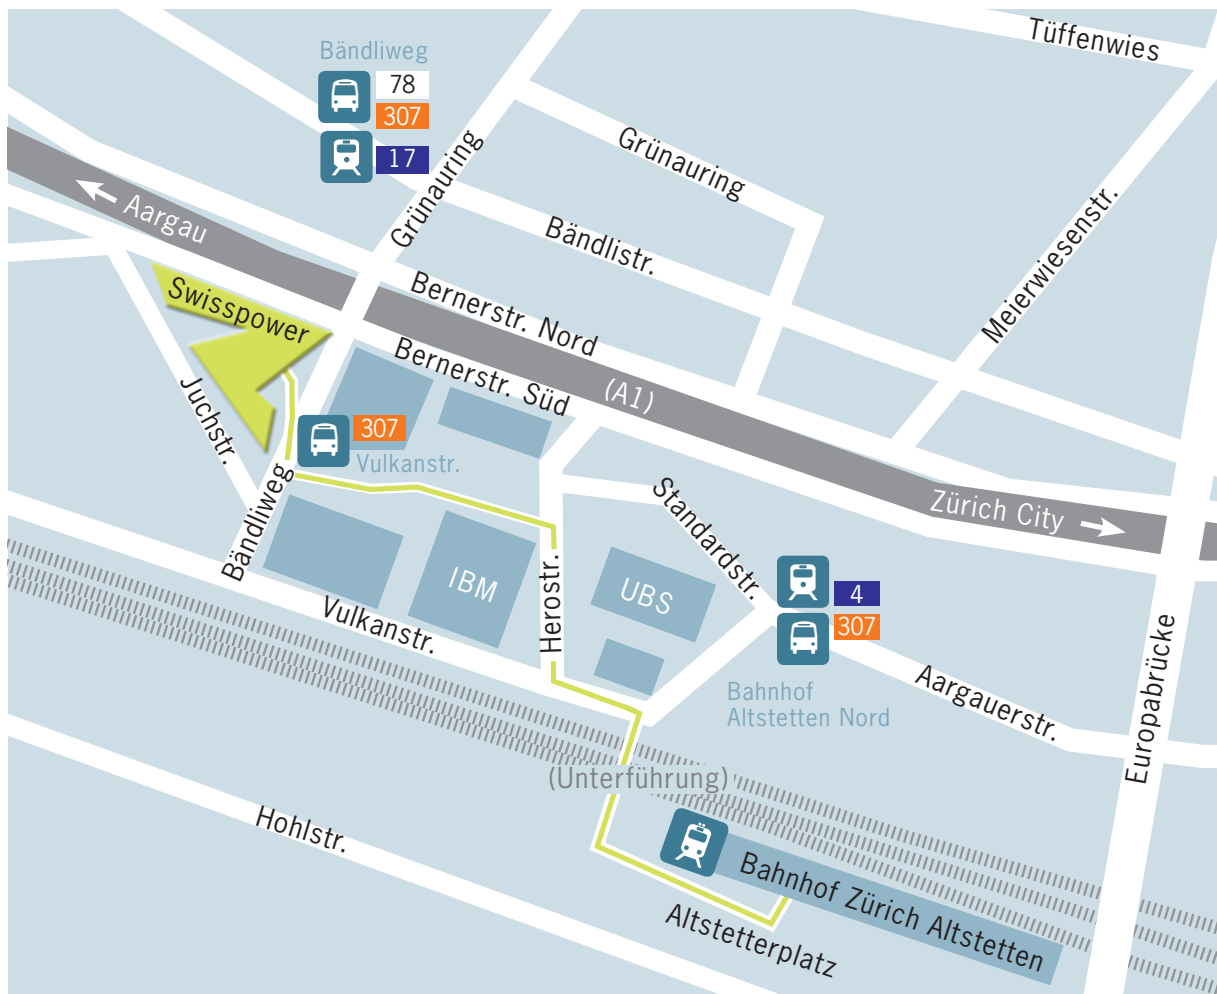 Tüffenwies
Bändliweg
78
307
17
Grünauring
Grünauring
Meierwiesenstr.
Aargau
Bändlistr.
Swisspower
Bernerstr. Nord
Bernerstr. Süd
(A1)
Juchstr.
307
Vulkanstr.
Bändliweg
Standardstr.
Zürich City
IBM
UBS
Herostr.
4
307
Vulkanstr.
Bahnhof
Altstetten Nord
Aargauerstr.
Europabrücke
(Unterführung)
Hohlstr.
Bahnhof Zürich Altstetten
Altstetterplatz